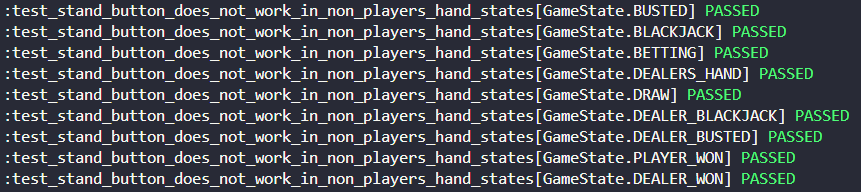 :test_stand_button_does_not_work_in_non_players_hand_states[GameState.BUSTED] PASSED
:test_stand_button_does_not_work_in_non_players_hand_states[GameState.BLACKJACK] PASSED
:test_stand_button_does_not_work_in_non_players_hand_states[GameState.BETTING] PASSED
:test_stand_button_does_not_work_in_non_players_hand_states[GameState.DEALERS_HAND] PASSED
:test_stand_button_does_not_work_in_non_players_hand_states[GameState.DRAW] PASSED
:test_stand_button_does_not_work_in_non_players_hand_states[GameState.DEALER_BLACKJACK] PASSED
:test_stand_button_does_not_work_in_non_players_hand_states[GameState.DEALER_BUSTED] PASSED
:test_stand_button_does_not_work_in_non_players_hand_states[GameState.PLAYER_WON] PASSED
:test_stand_button_does_not_work_in_non_players_hand_states[GameState.DEALER_WON] PASSED